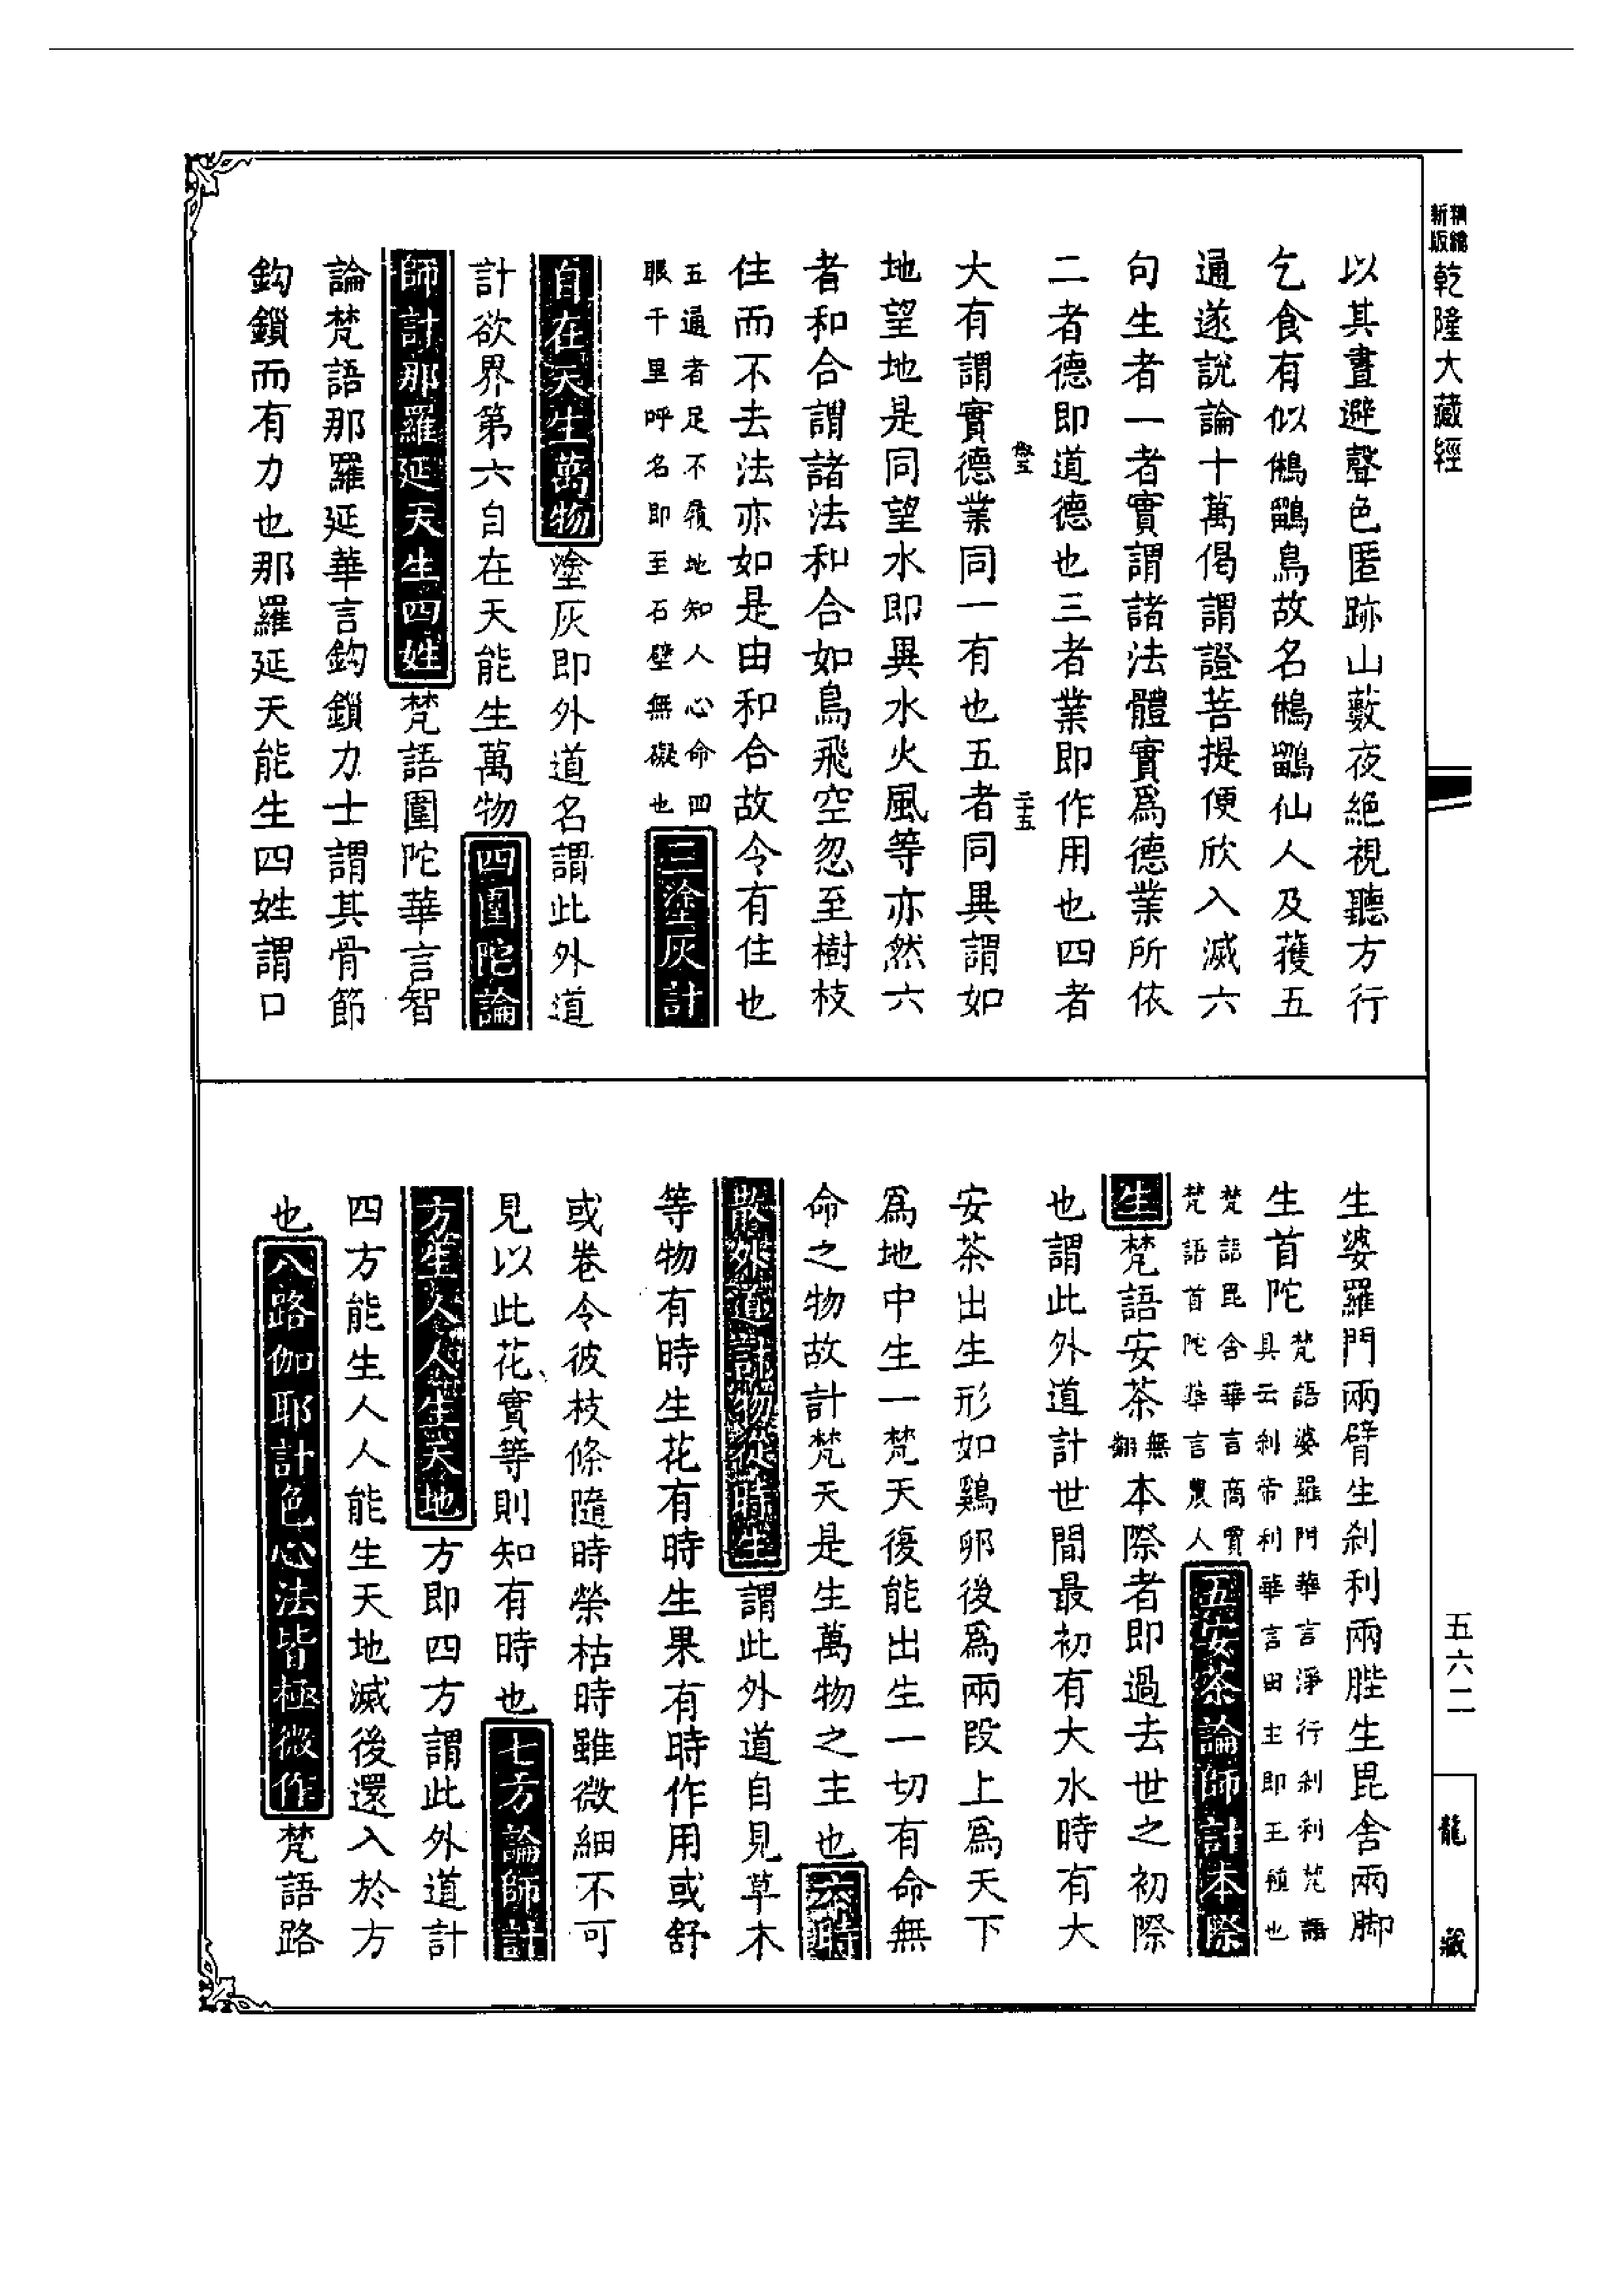 精編
新版
乾隆大藏經
以其晝避聲色匿跡山藪夜絕視聽方行
乞食有似鵂鶹鳥故名鵂鶹仙人及獲五
通遂說論十萬偈謂證菩提便欣入滅六
句生者一者實謂諸法體實爲德業所依
二者德即道德也三者業即作用也四者
大有謂實德業同一有也五者同異謂如
地望地是同望水即異水火風等亦然六
者和合謂諸法和合如鳥飛空忽至樹枝
住而不去法亦如是由和合故令有住也
五通者足不履地知人心命四
眼千里呼名即至石壁無礙也
三塗灰計
自在天生萬物塗灰即外道名謂此外道
計欲界第六自在天能生萬物四圍陀論
師計那羅延天生四姓梵語圍陀華言智
論梵語那羅延華言鈎鎖力士謂其骨節
鈎鎖而有力也那羅延天能生四姓謂口
生婆羅門兩臂生剎利兩䏶生毘舍兩脚
生首陀
梵語婆羅門華言淨行剎利梵語
具云剎帝利華言田主即王種也
梵語毘舍華言商賈
梵語首陀華言農人
五安茶論師計本際
生梵語安茶
無
翻
本際者即過去世之初際
也謂此外道計世間最初有大水時有大
安茶出生形如鷄卵後爲兩段上爲天下
爲地中生一梵天復能出生一切有命無
命之物故計梵天是生萬物之主也六時
散外道計物從時生謂此外道自見草木
等物有時生花有時生果有時作用或舒
或卷令彼枝條隨時榮枯時雖微細不可
見以此花實等則知有時也七方論師計
方生人人生天地方即四方謂此外道計
四方能生人人能生天地滅後還入於方
也八路伽耶計色心法皆極微作梵語路
五六二
龍藏